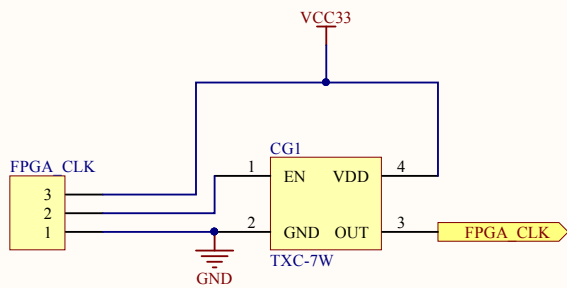 VCC33
CG1
FPGA_CLK
1 EN VDD 4
3
2
1
2 GND OUT 3
FPGA_CLK
TXC-7W
GND